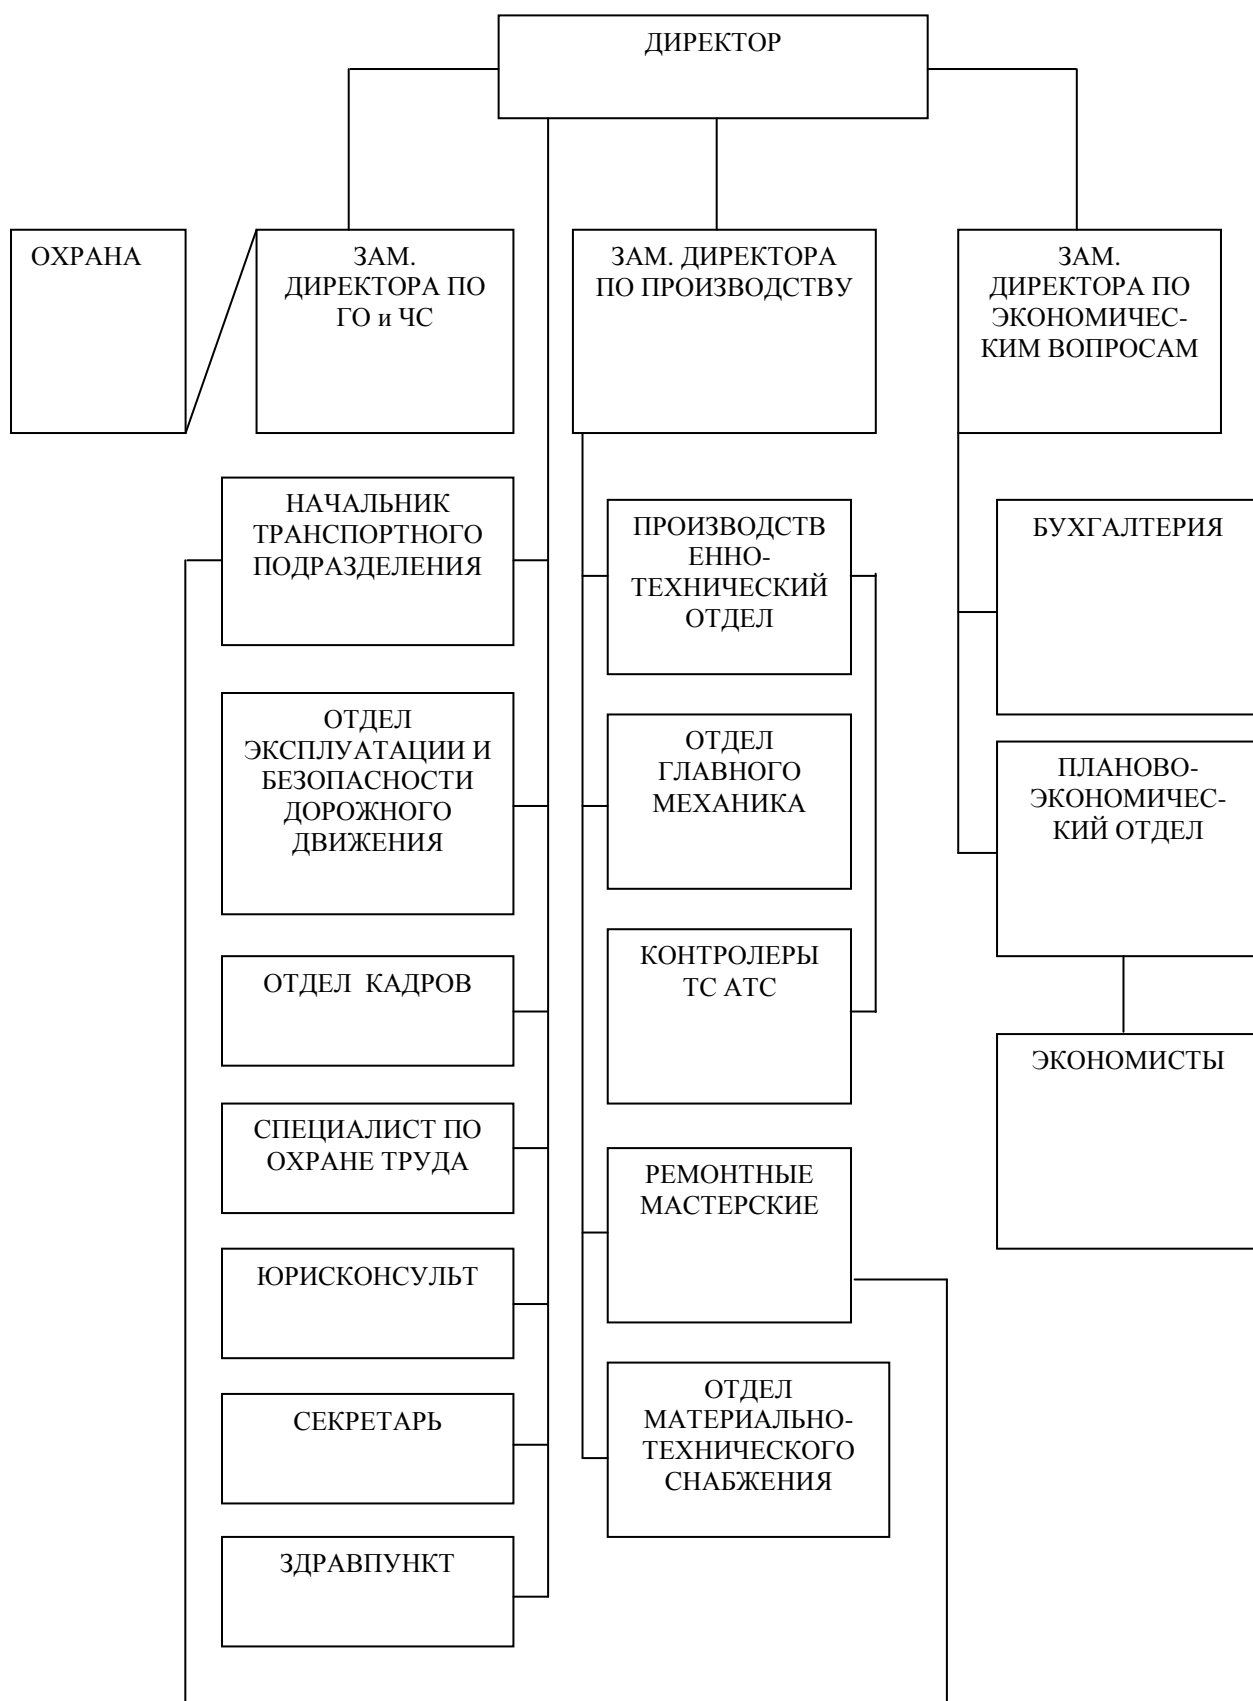 ДИРЕКТОР
ОХРАНА
ЗАМ.
ДИРЕКТОРА ПО
ГО и ЧС
ЗАМ. ДИРЕКТОРА
ПО ПРОИЗВОДСТВУ
ЗАМ.
ДИРЕКТОРА ПО
ЭКОНОМИЧЕС-
КИМ ВОПРОСАМ
НАЧАЛЬНИК
ТРАНСПОРТНОГО
ПОДРАЗДЕЛЕНИЯ
ОТДЕЛ
ЭКСПЛУАТАЦИИ И
БЕЗОПАСНОСТИ
ДОРОЖНОГО
ДВИЖЕНИЯ
ОТДЕЛ КАДРОВ
СПЕЦИАЛИСТ ПО
ОХРАНЕ ТРУДА
ЮРИСКОНСУЛЬТ
СЕКРЕТАРЬ
ЗДРАВПУНКТ
ПРОИЗВОДСТВ
ЕННО-
ТЕХНИЧЕСКИЙ
ОТДЕЛ
ОТДЕЛ
ГЛАВНОГО
МЕХАНИКА
КОНТРОЛЕРЫ
ТС АТС
РЕМОНТНЫЕ
МАСТЕРСКИЕ
ОТДЕЛ
МАТЕРИАЛЬНО-
ТЕХНИЧЕСКОГО
СНАБЖЕНИЯ
БУХГАЛТЕРИЯ
ПЛАНОВО-
ЭКОНОМИЧЕС-
КИЙ ОТДЕЛ
ЭКОНОМИСТЫ